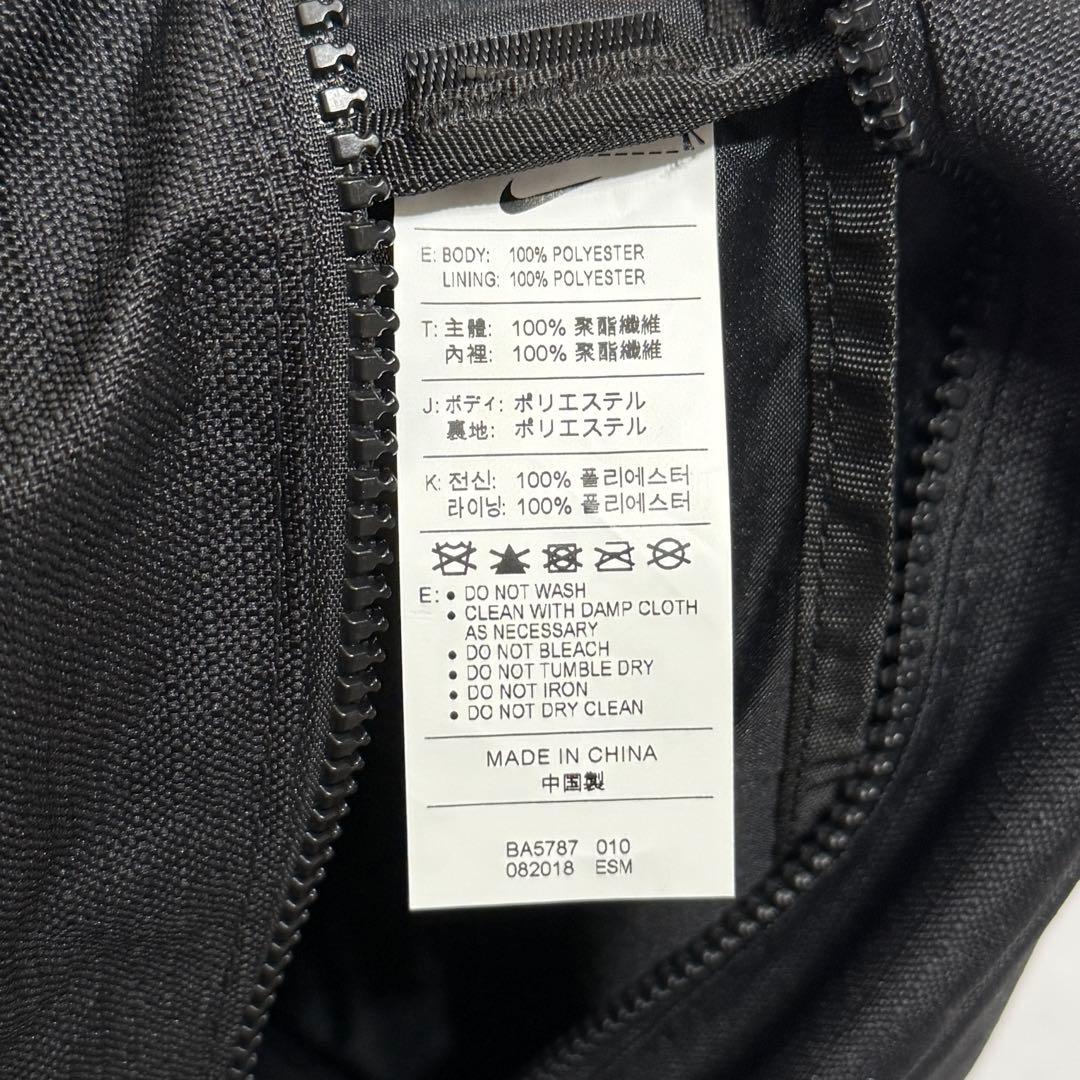 E: BODY: 100% POLYESTER
LINING: 100% POLYESTER
T: 主體: 100% 聚酯纖維
內裡: 100% 聚酯纖維
J: ボディ: ポリエステル
裏地: ポリエステル
K: 전신: 100% 폴리에스터
라이닝: 100% 폴리에스터
E: • DO NOT WASH
• CLEAN WITH DAMP CLOTH
AS NECESSARY
• DO NOT BLEACH
• DO NOT TUMBLE DRY
• DO NOT IRON
• DO NOT DRY CLEAN
MADE IN CHINA
中国製
BA5787 010
082018 ESM